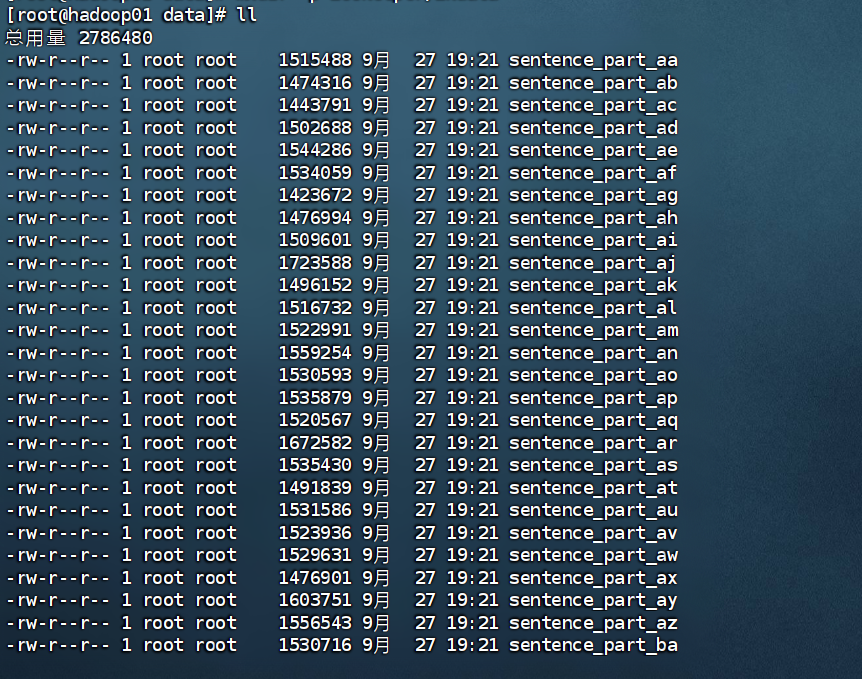 [root@hadoop01 data]# ll
总用量 2786480
-rw-r--r-- 1 root root    1515488 9月  27 19:21 sentence_part_aa
-rw-r--r-- 1 root root    1474316 9月  27 19:21 sentence_part_ab
-rw-r--r-- 1 root root    1443791 9月  27 19:21 sentence_part_ac
-rw-r--r-- 1 root root    1502688 9月  27 19:21 sentence_part_ad
-rw-r--r-- 1 root root    1544286 9月  27 19:21 sentence_part_ae
-rw-r--r-- 1 root root    1534059 9月  27 19:21 sentence_part_af
-rw-r--r-- 1 root root    1423672 9月  27 19:21 sentence_part_ag
-rw-r--r-- 1 root root    1476994 9月  27 19:21 sentence_part_ah
-rw-r--r-- 1 root root    1509601 9月  27 19:21 sentence_part_ai
-rw-r--r-- 1 root root    1723588 9月  27 19:21 sentence_part_aj
-rw-r--r-- 1 root root    1496152 9月  27 19:21 sentence_part_ak
-rw-r--r-- 1 root root    1516732 9月  27 19:21 sentence_part_al
-rw-r--r-- 1 root root    1522991 9月  27 19:21 sentence_part_am
-rw-r--r-- 1 root root    1559254 9月  27 19:21 sentence_part_an
-rw-r--r-- 1 root root    1530593 9月  27 19:21 sentence_part_ao
-rw-r--r-- 1 root root    1535879 9月  27 19:21 sentence_part_ap
-rw-r--r-- 1 root root    1520567 9月  27 19:21 sentence_part_aq
-rw-r--r-- 1 root root    1672582 9月  27 19:21 sentence_part_ar
-rw-r--r-- 1 root root    1535430 9月  27 19:21 sentence_part_as
-rw-r--r-- 1 root root    1491839 9月  27 19:21 sentence_part_at
-rw-r--r-- 1 root root    1531586 9月  27 19:21 sentence_part_au
-rw-r--r-- 1 root root    1523936 9月  27 19:21 sentence_part_av
-rw-r--r-- 1 root root    1529631 9月  27 19:21 sentence_part_aw
-rw-r--r-- 1 root root    1476901 9月  27 19:21 sentence_part_ax
-rw-r--r-- 1 root root    1603751 9月  27 19:21 sentence_part_ay
-rw-r--r-- 1 root root    1556543 9月  27 19:21 sentence_part_az
-rw-r--r-- 1 root root    1530716 9月  27 19:21 sentence_part_ba